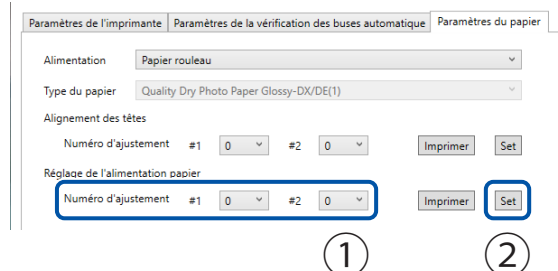 Paramètres de l'imprimante Paramètres de la vérification des buses automatique Paramètres du papier
Alimentation Papier rouleau
Type du papier Quality Dry Photo Paper Glossy-DX/DE(1)
Alignement des têtes
Numéro d'ajustement #1 0 #2 0 Imprimer Set
Réglage de l'alimentation papier
Numéro d'ajustement #1 0 #2 0 Imprimer Set
① ②